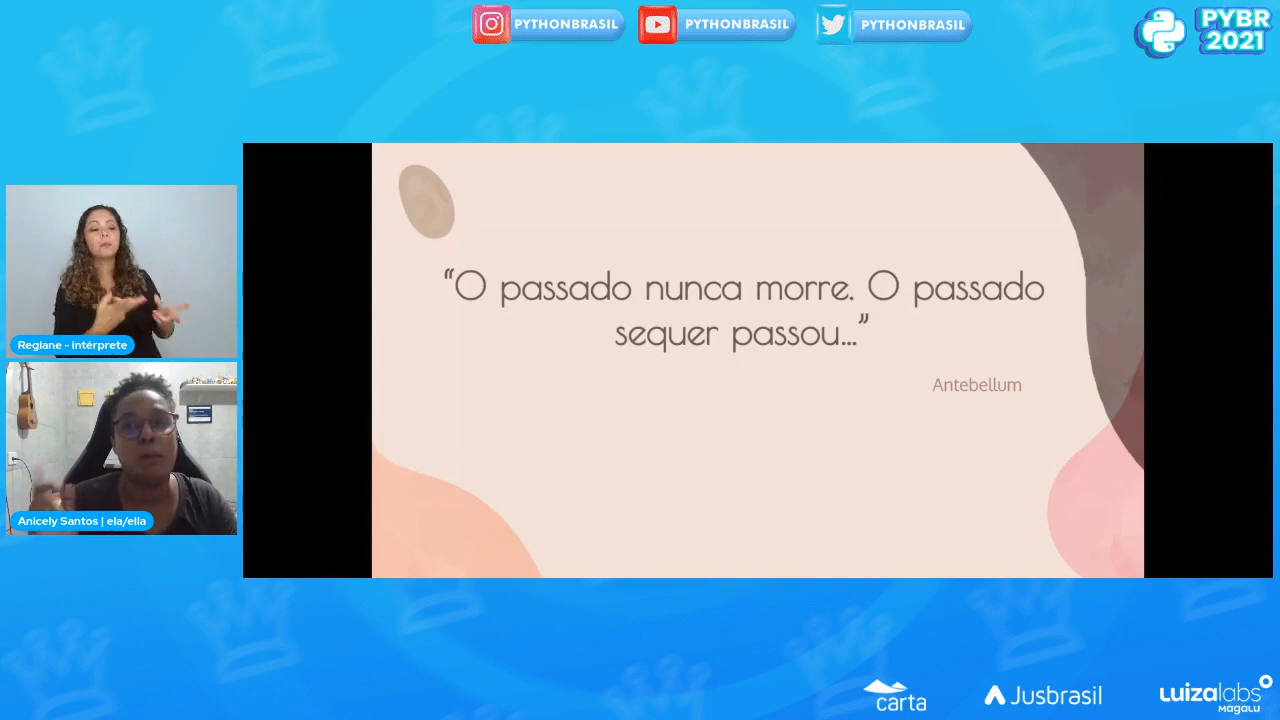 PYTHONBRASIL
PYTHONBRASIL
PYTHONBRASIL
PYBR
2021
“O passado nunca morre. O passado
sequer passou...”
Antebellum
Regiane - intérprete
Anicely Santos | ela/ella
carta
Jusbrasil
Luizalabs
MAGALU